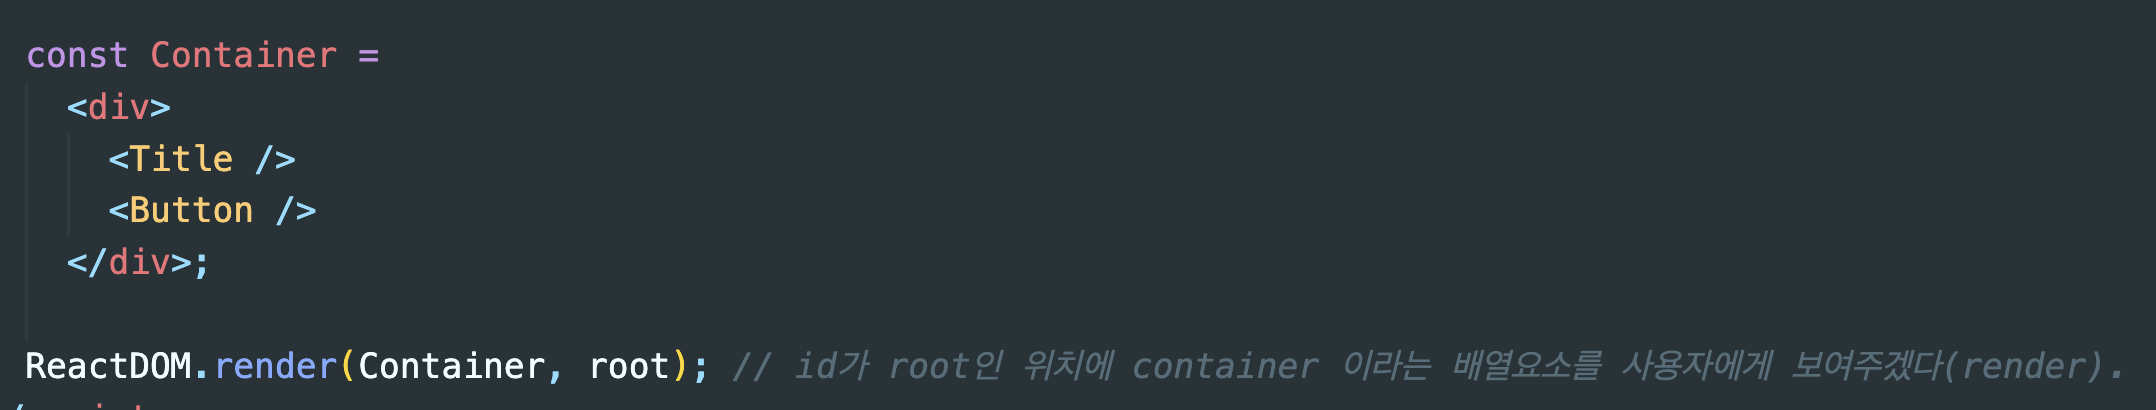 const Container =
<div>
<Title />
<Button />
</div>;
ReactDOM.render(Container, root); // id가 root인 위치에 container 이라는 배열요소를 사용자에게 보여주겠다(render).